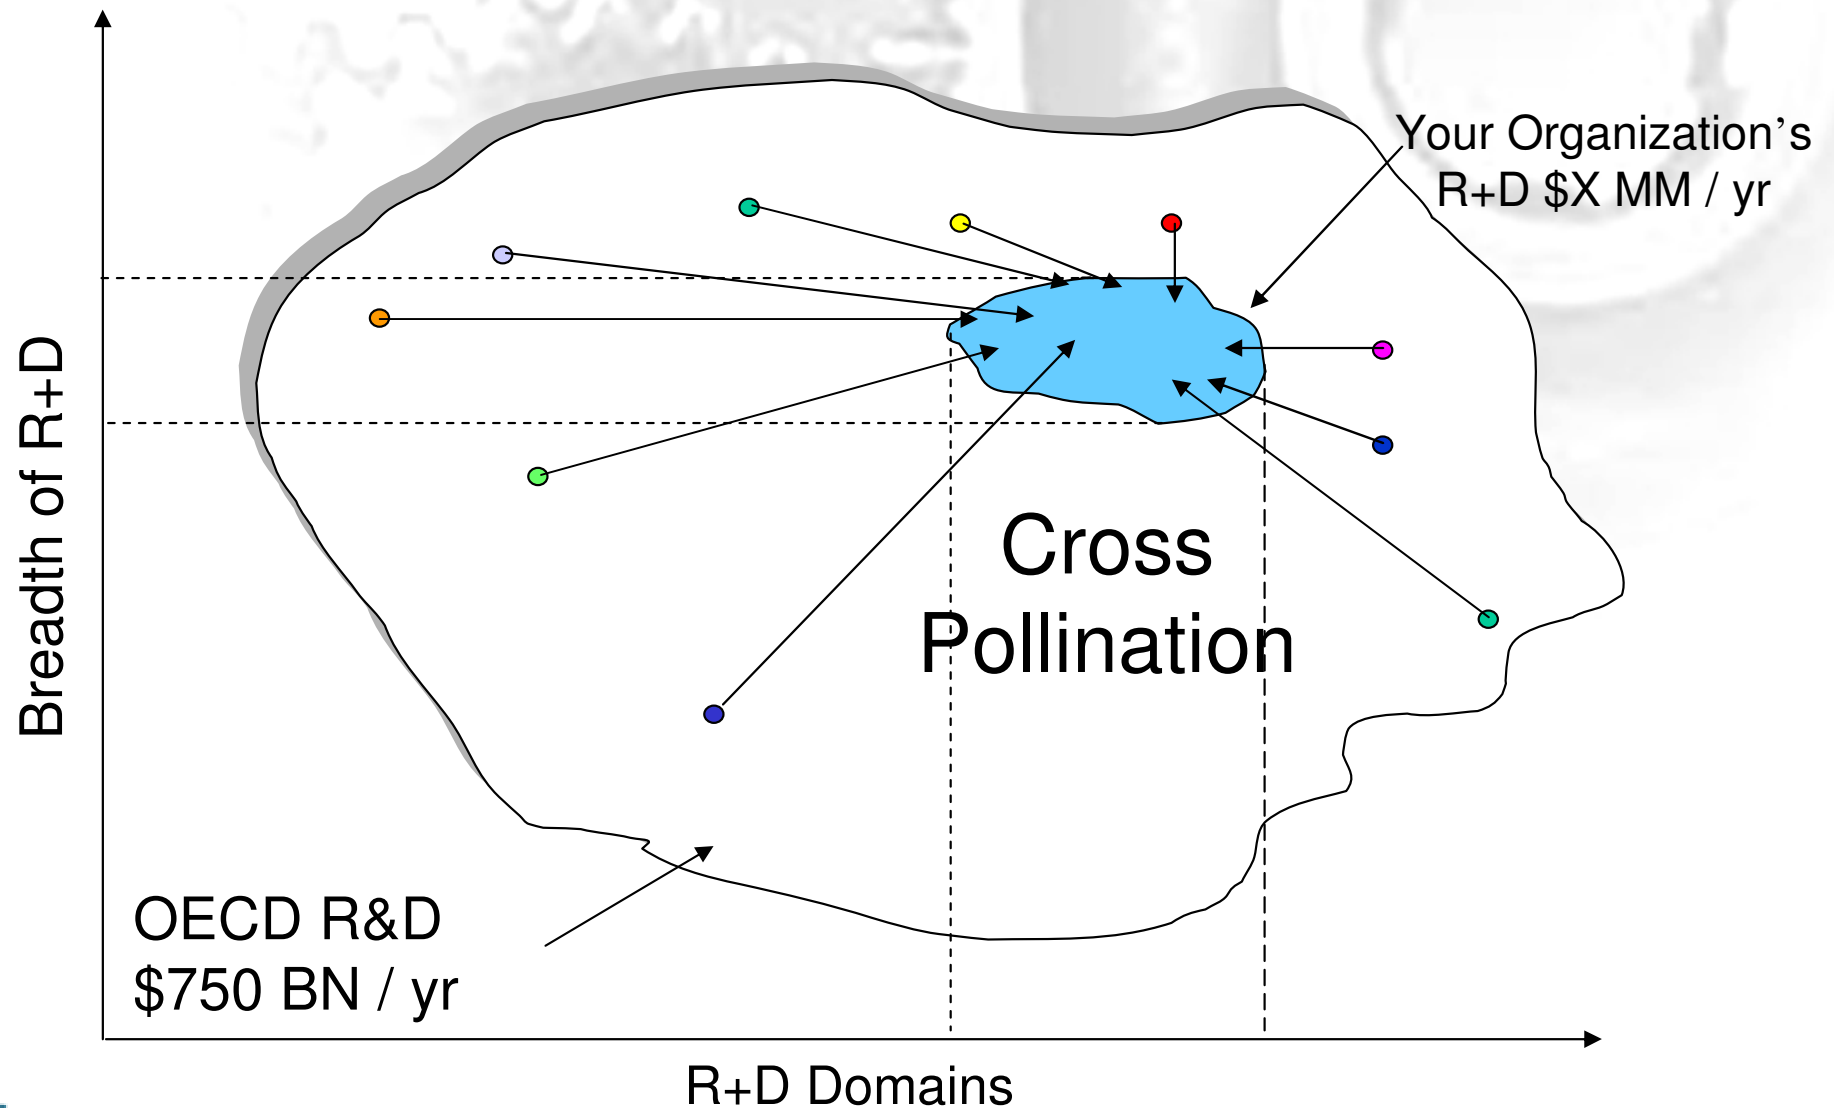 Your Organization’s
R+D $X MM / yr
Breadth of R+D
Cross
Pollination
OECD R&D
$750 BN / yr
R+D Domains